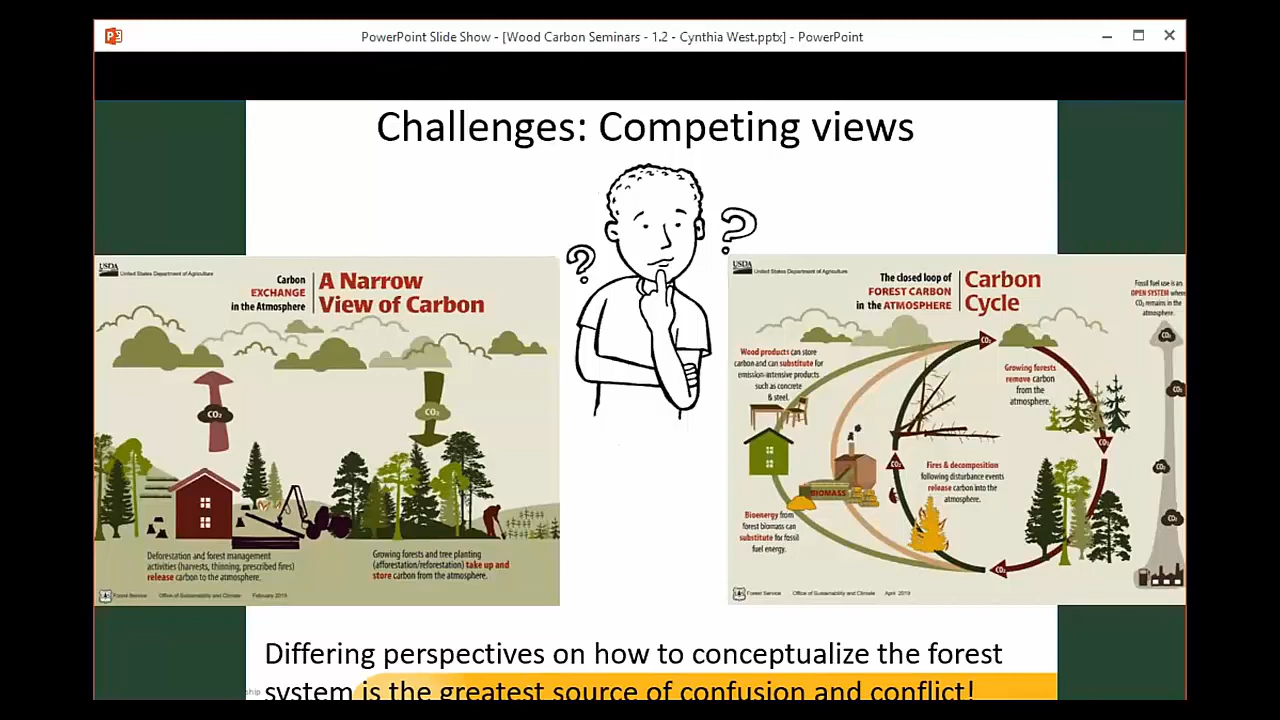 PowerPoint Slide Show - [Wood Carbon Seminars - 1.2 - Cynthia West.pptx] - PowerPoint
Challenges: Competing views
?
?
USDA
United States Department of Agriculture
Carbon
EXCHANGE
in the Atmosphere
A Narrow
View of Carbon
CO2
CO2
Deforestation and forest management
activities (harvests, thinning, prescribed fires)
release carbon to the atmosphere.
Growing forests and tree planting
(afforestation/reforestation) take up and
store carbon from the atmosphere.
Forest Service
Office of Sustainability and Climate
February 2019
USDA
United States Department of Agriculture
The closed loop of
FOREST CARBON
in the ATMOSPHERE
Carbon
Cycle
Fossil fuel use is an
OPEN SYSTEM where
CO2 remains in the
atmosphere.
CO2
CO2
CO2
CO2
Wood products can store
carbon and can substitute for
emission-intensive products
such as concrete
& steel.
CO2
Growing forests
remove carbon
from the
atmosphere.
CO2
CO2
Fires & decomposition
following disturbance events
release carbon into the
atmosphere.
BIOMASS
Bioenergy from
forest biomass can
substitute for fossil
fuel energy.
CO2
Forest Service
Office of Sustainability and Climate
April 2019
Differing perspectives on how to conceptualize the forest
system is the greatest source of confusion and conflict!